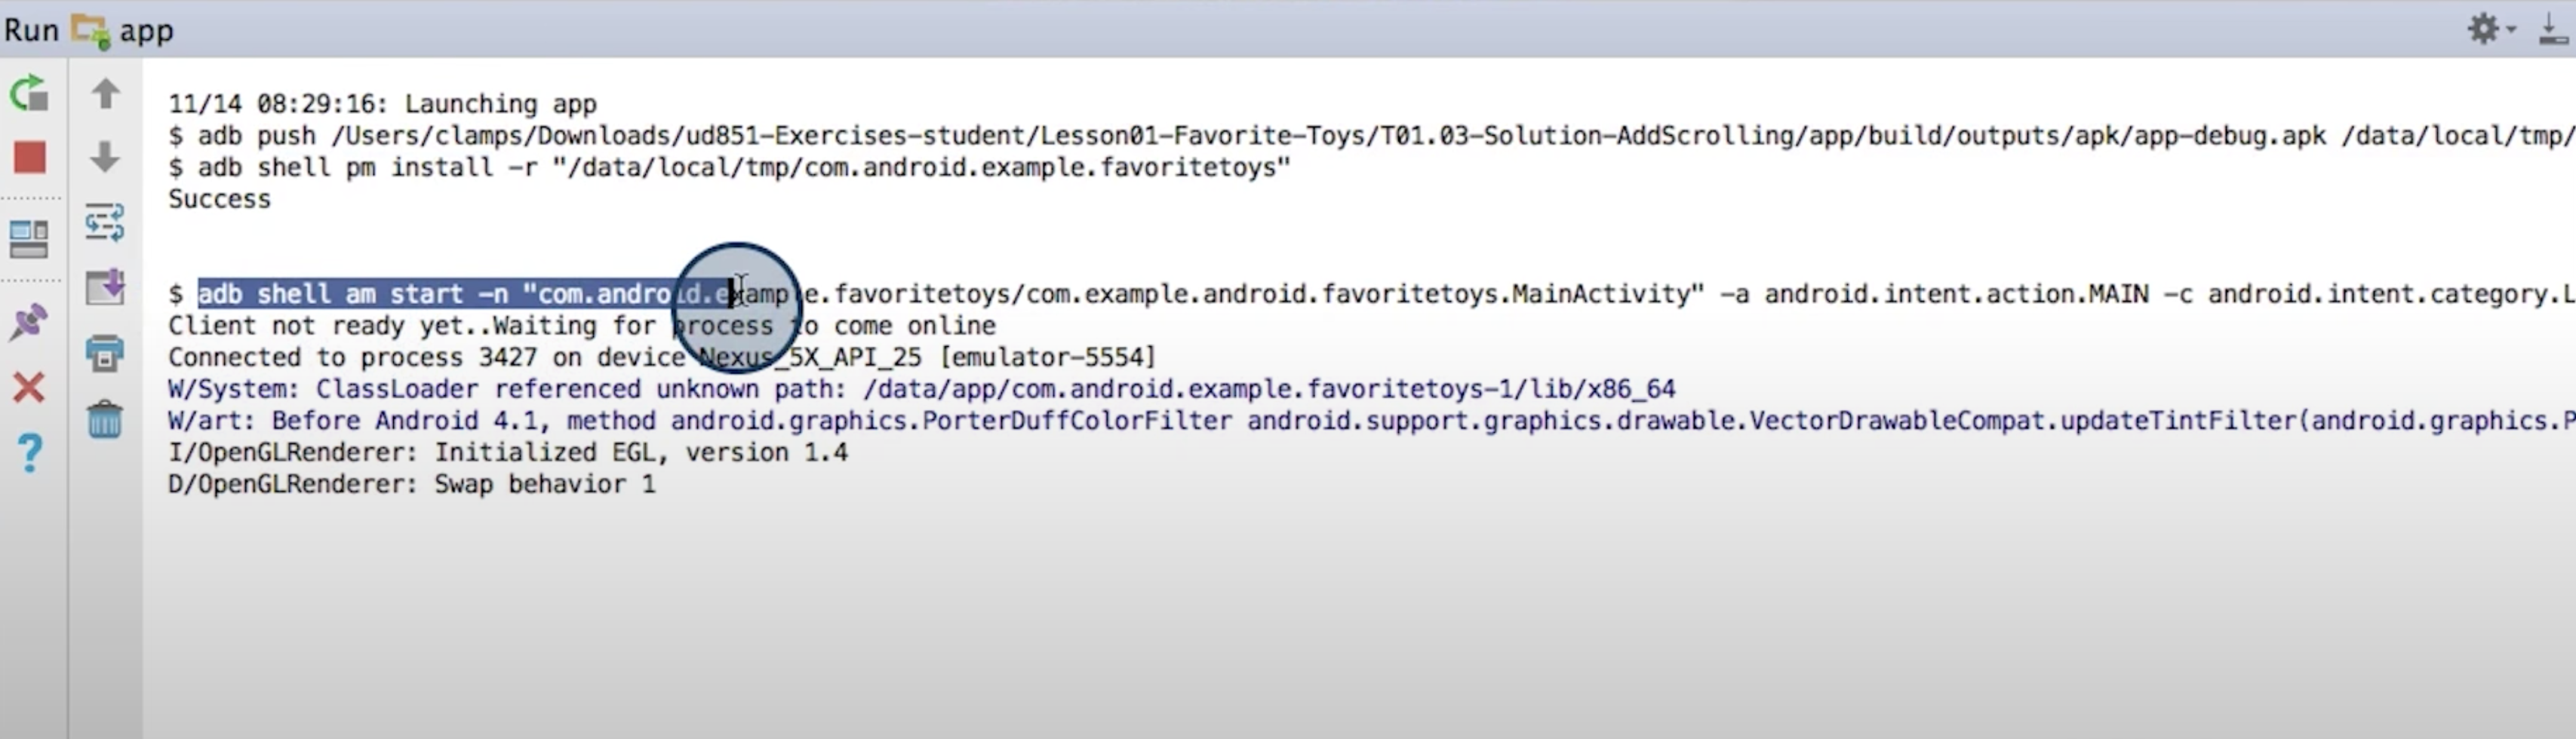 Run app
11/14 08:29:16: Launching app
$ adb push /Users/clamps/Downloads/ud851-Exercises-student/Lesson01-Favorite-Toys/T01.03-Solution-AddScrolling/app/build/outputs/apk/app-debug.apk /data/local/tmp/
$ adb shell pm install -r "/data/local/tmp/com.android.example.favoritetoys"
Success
$ adb shell am start -n "com.android.example.favoritetoys/com.example.android.favoritetoys.MainActivity" -a android.intent.action.MAIN -c android.intent.category.L
Client not ready yet..Waiting for process to come online
Connected to process 3427 on device Nexus_5X_API_25 [emulator-5554]
W/System: ClassLoader referenced unknown path: /data/app/com.android.example.favoritetoys-1/lib/x86_64
W/art: Before Android 4.1, method android.graphics.PorterDuffColorFilter android.support.graphics.drawable.VectorDrawableCompat.updateTintFilter(android.graphics.P
I/OpenGLRenderer: Initialized EGL, version 1.4
D/OpenGLRenderer: Swap behavior 1